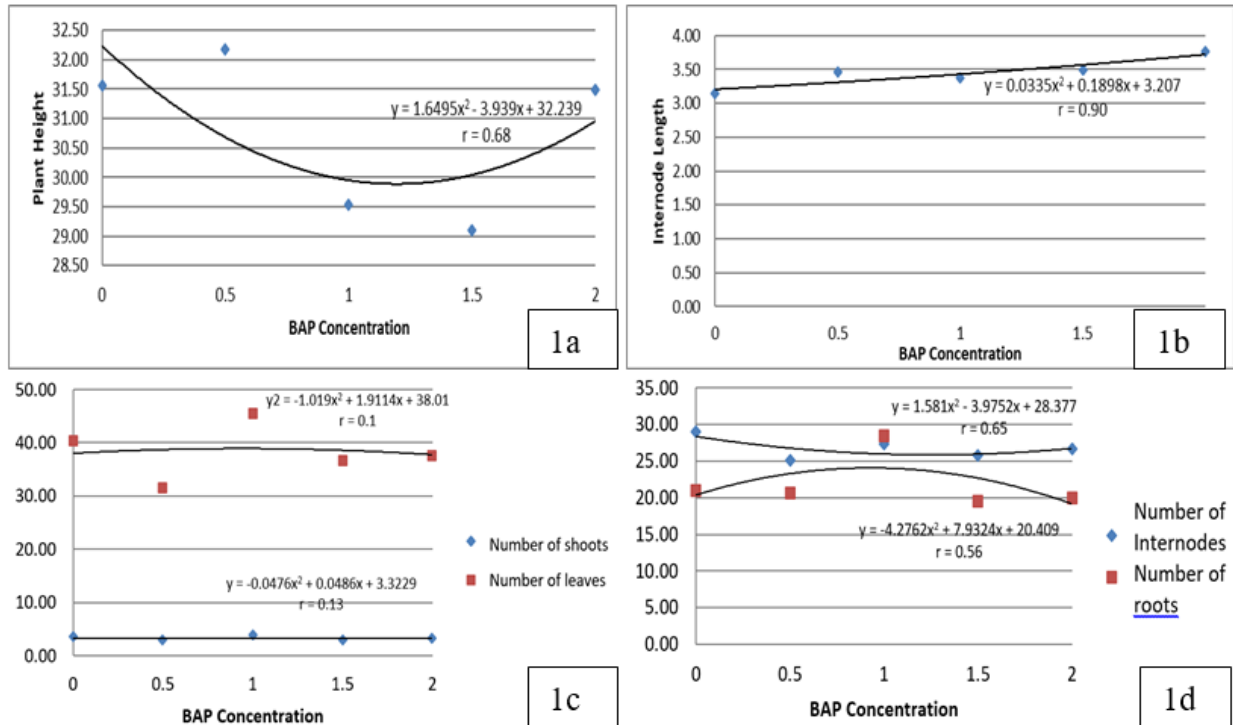 32.50
32.00
31.50
31.00
30.50
30.00
29.50
29.00
28.50
Plant Height
y = 1.6495x² - 3.939x + 32.239
r = 0.68
0 0.5 1 1.5 2
BAP Concentration
1a
4.00
3.50
3.00
2.50
2.00
1.50
1.00
0.50
0.00
Internode Length
y = 0.0335x² + 0.1898x + 3.207
r = 0.90
0 0.5 1 1.5
BAP Concentration
1b
50.00
40.00
30.00
20.00
10.00
0.00
y2 = -1.019x² + 1.9114x + 38.01
r = 0.1
Number of shoots
Number of leaves
y = -0.0476x² + 0.0486x + 3.3229
r = 0.13
0 0.5 1 1.5 2
BAP Concentration
1c
35.00
30.00
25.00
20.00
15.00
10.00
5.00
0.00
y = 1.581x² - 3.9752x + 28.377
r = 0.65
y = -4.2762x² + 7.9324x + 20.409
r = 0.56
Number of
Internodes
Number of
roots
0 0.5 1 1.5 2
BAP Concentration
1d